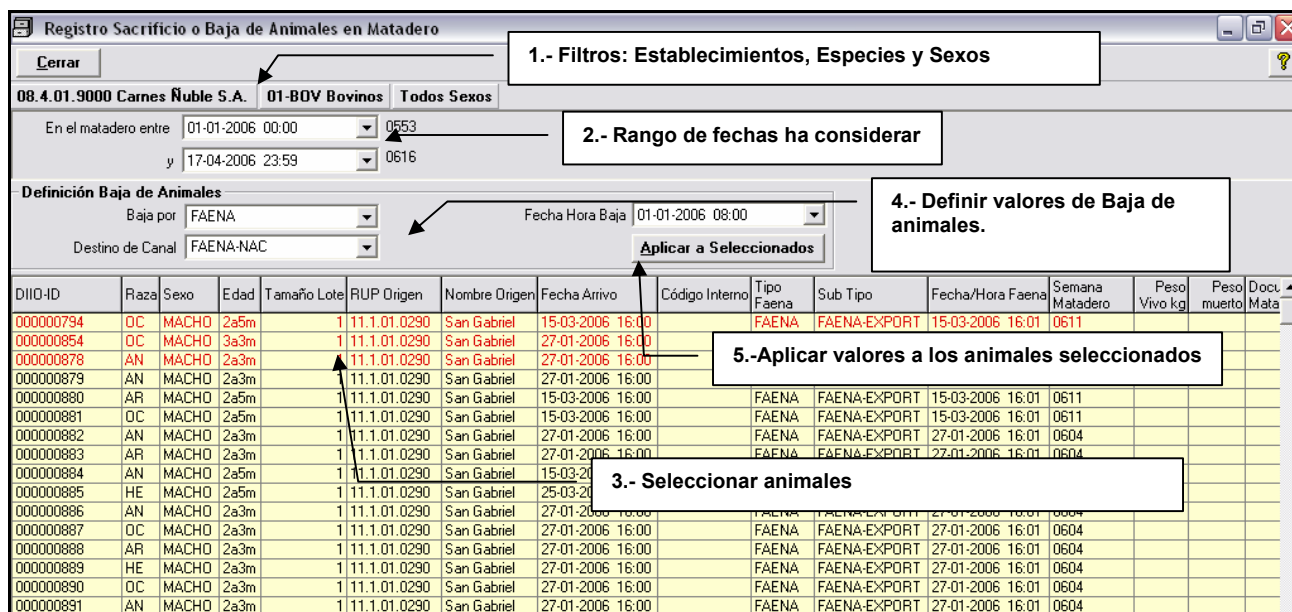 Registro Sacrificio o Baja de Animales en Matadero
Cerrar
1.- Filtros: Establecimientos, Especies y Sexos
08.4.01.9000 Carnes Ñuble S.A. 01-BOV Bovinos Todos Sexos
En el matadero entre 01-01-2006 00:00 0553
2.- Rango de fechas ha considerar
y 17-04-2006 23:59 0616
Definición Baja de Animales
4.- Definir valores de Baja de
animales.
Baja por FAENA Fecha Hora Baja 01-01-2006 08:00
Destino de Canal FAENA-NAC Aplicar a Seleccionados
DIIO-ID Raza Sexo Edad Tamaño Lote RUP Origen Nombre Origen Fecha Arrivo Código Interno Tipo Faena Sub Tipo Fecha/Hora Faena Semana Matadero Peso Vivo kg Peso muerto Docu Mata
000000794 OC MACHO 2a5m 1 11.1.01.0290 San Gabriel 15-03-2006 16:00 FAENA FAENA-EXPORT 15-03-2006 16:01 0611
000000854 OC MACHO 3a3m 1 11.1.01.0290 San Gabriel 27-01-2006 16:00
000000878 AN MACHO 2a3m 1 11.1.01.0290 San Gabriel 27-01-2006 16:00
5.-Aplicar valores a los animales seleccionados
000000879 AN MACHO 2a3m 1 11.1.01.0290 San Gabriel 27-01-2006 16:00
000000880 AR MACHO 2a5m 1 11.1.01.0290 San Gabriel 15-03-2006 16:00 FAENA FAENA-EXPORT 15-03-2006 16:01 0611
000000881 OC MACHO 2a5m 1 11.1.01.0290 San Gabriel 15-03-2006 16:00 FAENA FAENA-EXPORT 15-03-2006 16:01 0611
000000882 AN MACHO 2a3m 1 11.1.01.0290 San Gabriel 27-01-2006 16:00 FAENA FAENA-EXPORT 27-01-2006 16:01 0604
000000883 AR MACHO 2a3m 1 11.1.01.0290 San Gabriel 27-01-2006 16:00 FAENA FAENA-EXPORT 27-01-2006 16:01 0604
000000884 AN MACHO 2a5m 1 11.1.01.0290 San Gabriel 15-03-20
3.- Seleccionar animales
000000885 HE MACHO 2a5m 1 11.1.01.0290 San Gabriel 25-03-20
000000886 AN MACHO 2a3m 1 11.1.01.0290 San Gabriel 27-01-2006 16:00 FAENA FAENA-EXPORT 27-01-2006 16:01 0604
000000887 OC MACHO 2a3m 1 11.1.01.0290 San Gabriel 27-01-2006 16:00 FAENA FAENA-EXPORT 27-01-2006 16:01 0604
000000888 AR MACHO 2a3m 1 11.1.01.0290 San Gabriel 27-01-2006 16:00 FAENA FAENA-EXPORT 27-01-2006 16:01 0604
000000889 HE MACHO 2a3m 1 11.1.01.0290 San Gabriel 27-01-2006 16:00 FAENA FAENA-EXPORT 27-01-2006 16:01 0604
000000890 OC MACHO 2a3m 1 11.1.01.0290 San Gabriel 27-01-2006 16:00 FAENA FAENA-EXPORT 27-01-2006 16:01 0604
000000891 AN MACHO 2a3m 1 11.1.01.0290 San Gabriel 27-01-2006 16:00 FAENA FAENA-EXPORT 27-01-2006 16:01 0604